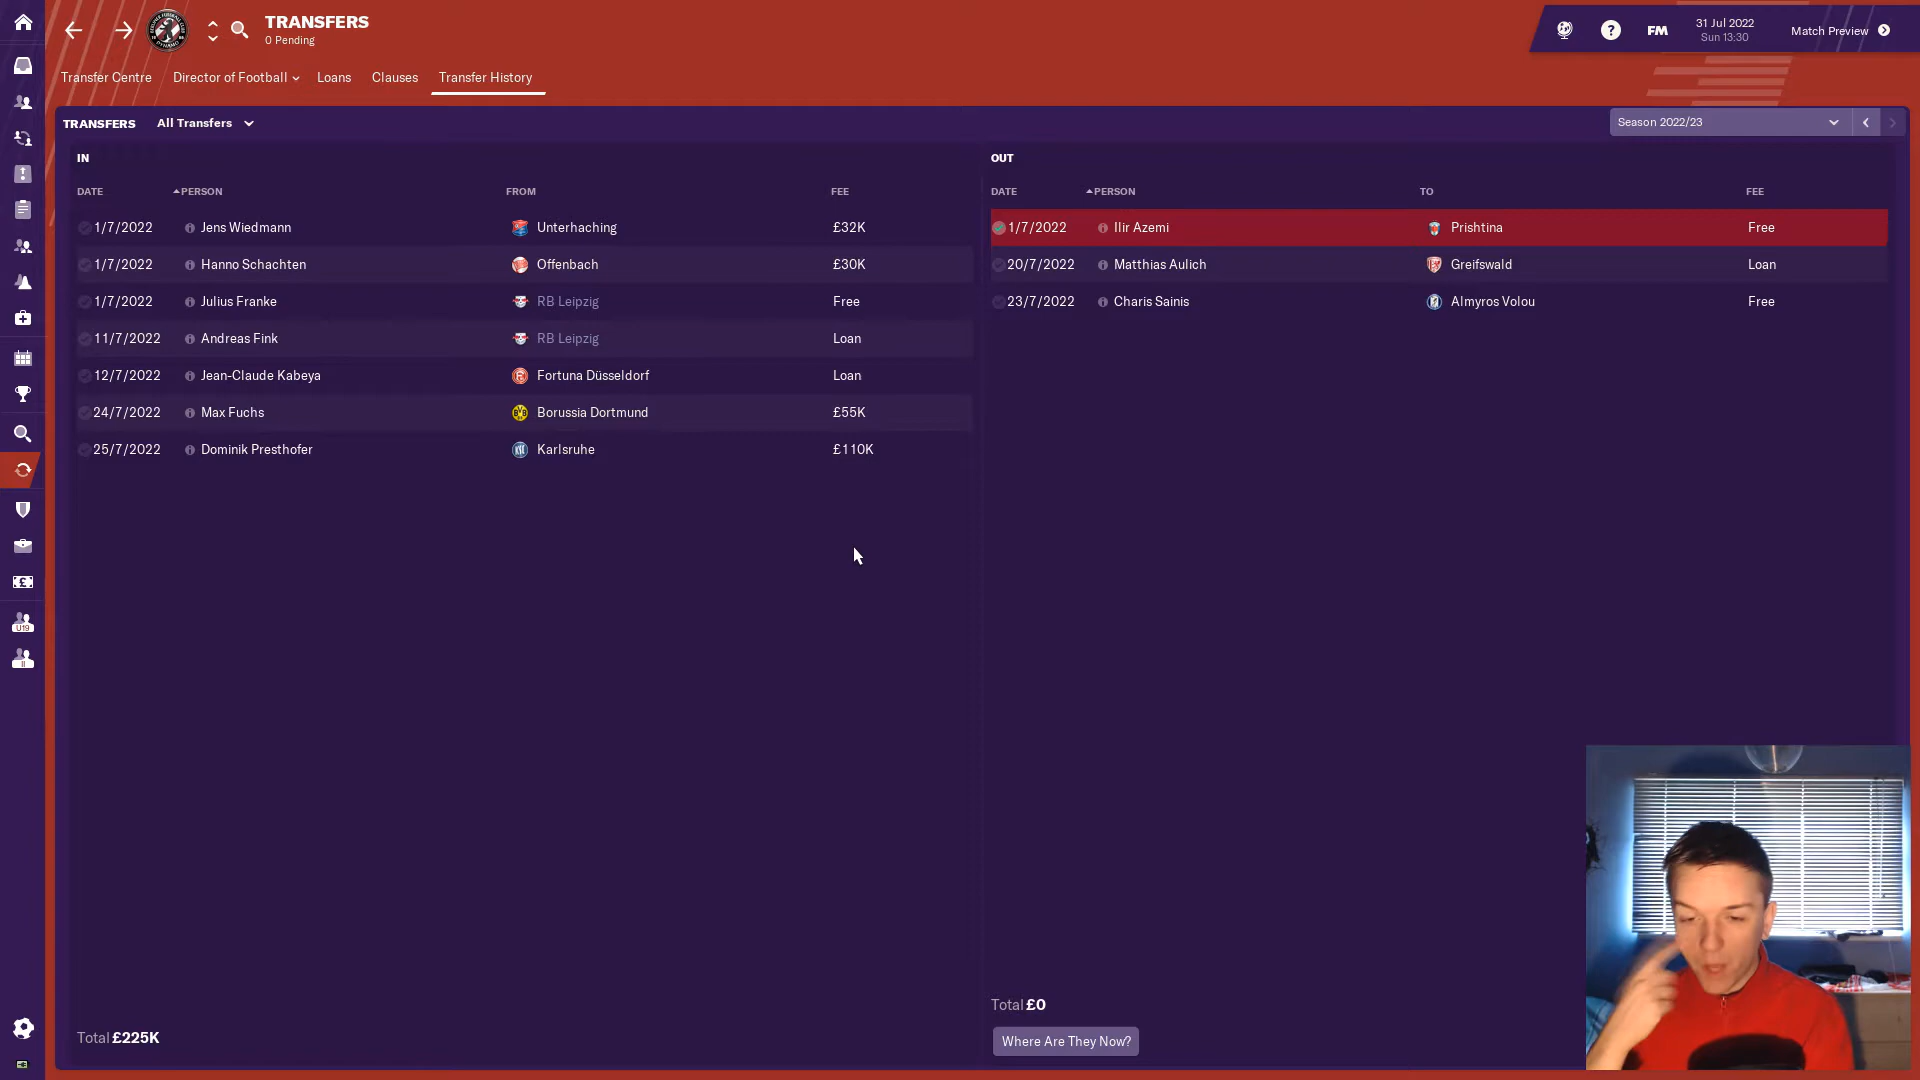 TRANSFERS
0 Pending
FM
31 Jul 2022
Sun 13:30
Match Preview
Transfer Centre Director of Football Loans Clauses Transfer History
TRANSFERS All Transfers Season 2022/23
IN
DATE PERSON FROM FEE
1/7/2022 Jens Wiedmann Unterhaching £32K
1/7/2022 Hanno Schachten Offenbach £30K
1/7/2022 Julius Franke RB Leipzig Free
11/7/2022 Andreas Fink RB Leipzig Loan
12/7/2022 Jean-Claude Kabeya Fortuna Düsseldorf Loan
24/7/2022 Max Fuchs Borussia Dortmund £55K
25/7/2022 Dominik Presthofer Karlsruhe £110K
Total £225K
OUT
DATE PERSON TO FEE
1/7/2022 Ilir Azemi Prishtina Free
20/7/2022 Matthias Aulich Greifswald Loan
23/7/2022 Charis Sainis Almyros Volou Free
Total £0
Where Are They Now?
U19
II